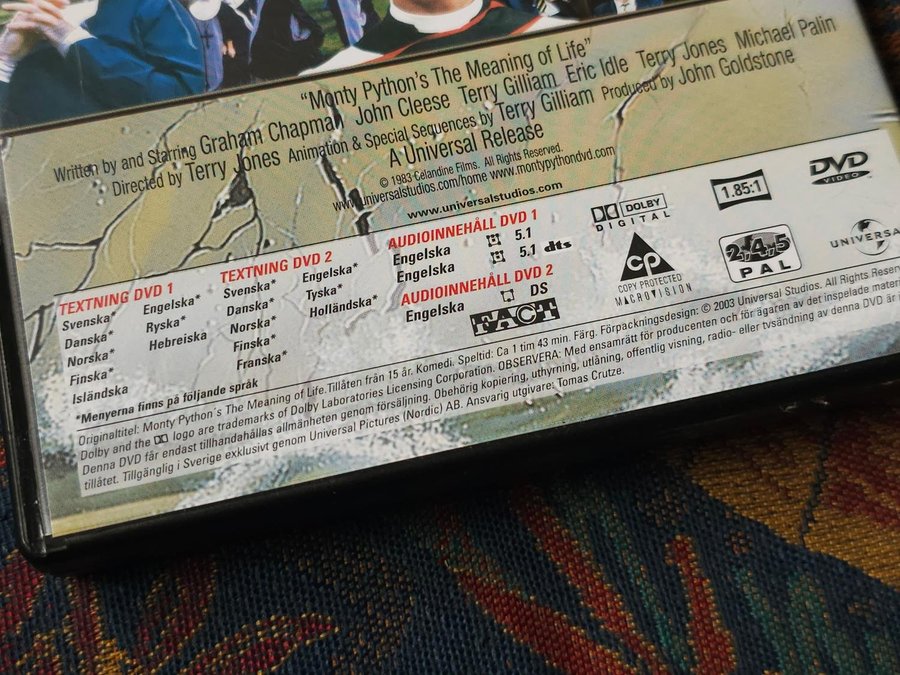 "Monty Python's The Meaning of Life"
Written by and Starring Graham Chapman John Cleese Terry Gilliam Eric Idle Terry Jones Michael Palin
Directed by Terry Jones Animation & Special Sequences by Terry Gilliam Produced by John Goldstone
A Universal Release
© 1983 Celandine Films. All Rights Reserved.
www.universalstudios.com/home www.montypythondvd.com
www.universalstudios.com
TEXTNING DVD 1
Svenska* Engelska*
Danska* Ryska*
Norska* Hebreiska
Finska*
Isländska
*Menyerna finns på följande språk
TEXTNING DVD 2
Svenska* Engelska*
Danska* Tyska*
Norska* Holländska*
Finska*
Franska*
AUDIOINNEHÅLL DVD 1
Engelska 5.1
Engelska 5.1 dts
AUDIOINNEHÅLL DVD 2
Engelska DS
FACT
DOLBY
DIGITAL
1.85:1
DVD
VIDEO
CP
COPY PROTECTED
MACROVISION
2,4,5
PAL
UNIVERSA
Originaltitel: Monty Python's The Meaning of Life. Tillåten från 15 år. Komedi. Speltid: Ca 1 tim 43 min. Färg. Förpackningsdesign: © 2003 Universal Studios. All Rights Reserve
Dolby and the DD logo are trademarks of Dolby Laboratories Licensing Corporation. OBSERVERA: Med ensamrätt för producenten och för ägaren av det inspelade materia
Denna DVD får endast tillhandahållas allmänheten genom försäljning. Obehörig kopiering, uthyrning, utlåning, offentlig visning, radio- eller tvsändning av denna DVD är i
tillåtet. Tillgänglig i Sverige exklusivt genom Universal Pictures (Nordic) AB. Ansvarig utgivare: Tomas Crutze.